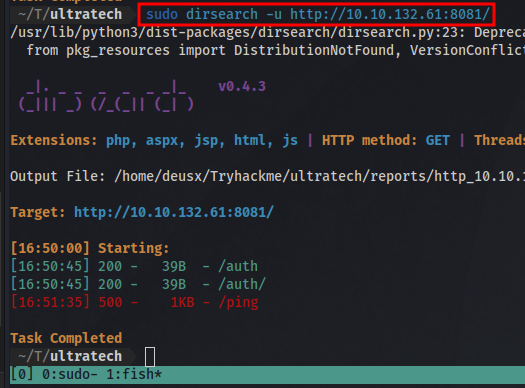 Task Completed
~/T/ultratech sudo dirsearch -u http://10.10.132.61:8081/
/usr/lib/python3/dist-packages/dirsearch/dirsearch.py:23: Depreca
from pkg_resources import DistributionNotFound, VersionConflict
_|. _ _ _ _ _ _|_ v0.4.3
(_||| _) (/_(_|| (_| )
Extensions: php, aspx, jsp, html, js | HTTP method: GET | Threads
Output File: /home/deusx/Tryhackme/ultratech/reports/http_10.10.1
Target: http://10.10.132.61:8081/
[16:50:00] Starting:
[16:50:45] 200 - 39B - /auth
[16:50:45] 200 - 39B - /auth/
[16:51:35] 500 - 1KB - /ping
Task Completed
~/T/ultratech
[0] 0:sudo- 1:fish*